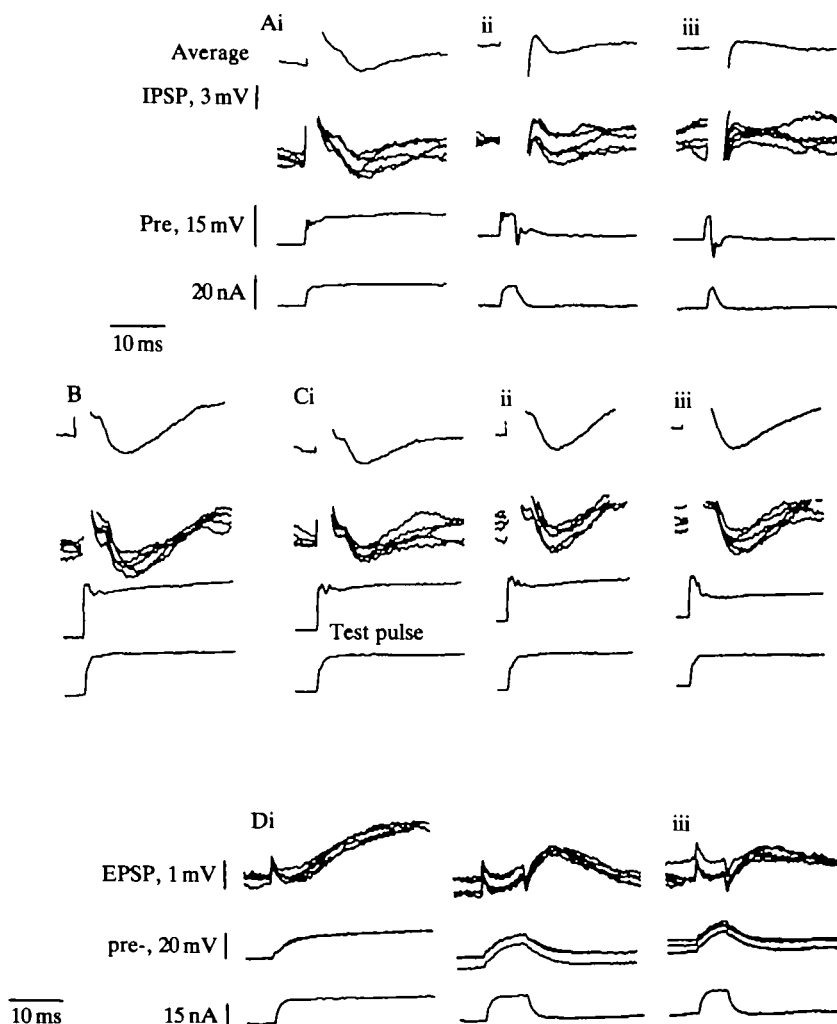 Ai ii iii
Average
IPSP, 3 mV
Pre, 15 mV
20 nA
10 ms
B Ci ii iii
Test pulse
Di iii
EPSP, 1 mV
pre-, 20 mV
10 ms 15 nA